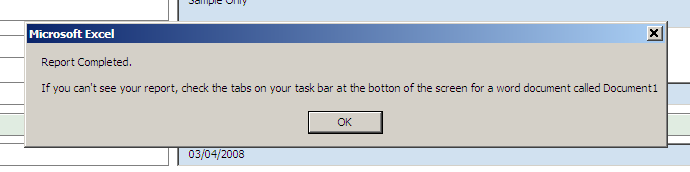 Sample Only
Microsoft Excel
Report Completed.
If you can't see your report, check the tabs on your task bar at the botton of the screen for a word document called Document1
OK
03/04/2008